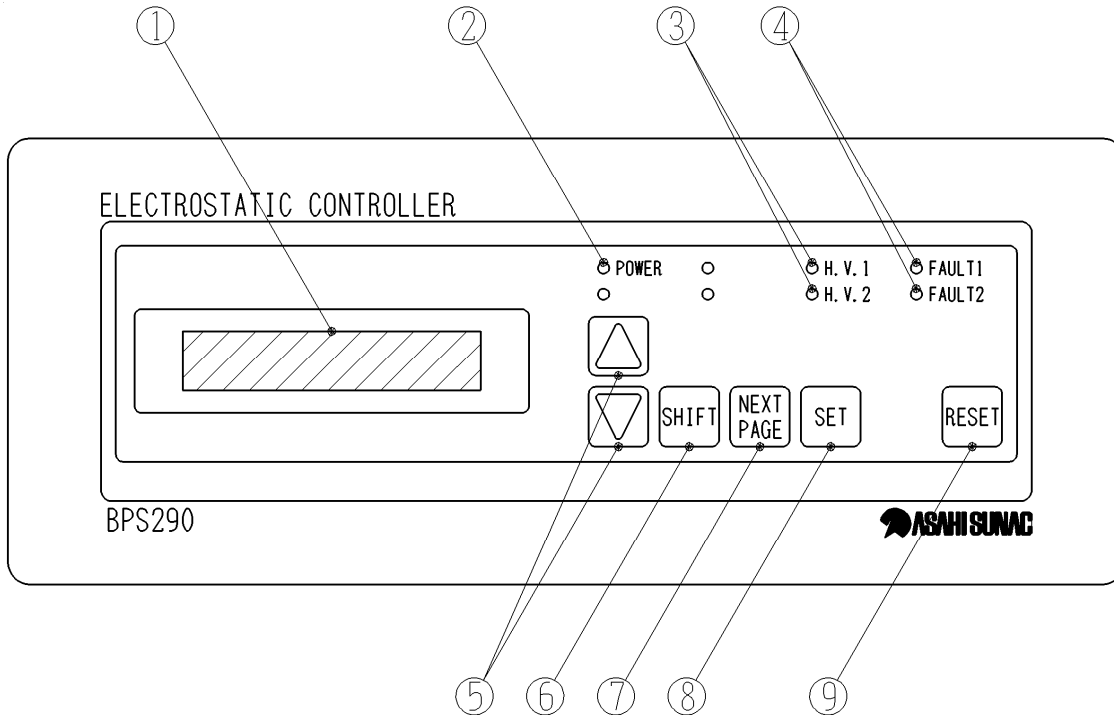 ① ② ③ ④
ELECTROSTATIC CONTROLLER
POWER H.V.1 FAULT1
H.V.2 FAULT2
SHIFT NEXT PAGE SET RESET
BPS290 ASAHI SUNAC
⑤ ⑥ ⑦ ⑧ ⑨